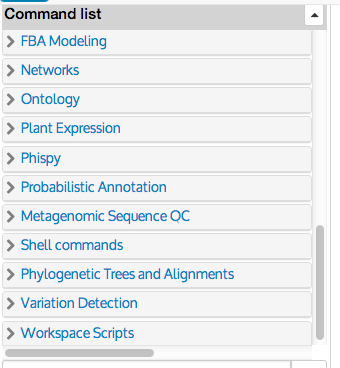 Command list
FBA Modeling
Networks
Ontology
Plant Expression
Phispy
Probabilistic Annotation
Metagenomic Sequence QC
Shell commands
Phylogenetic Trees and Alignments
Variation Detection
Workspace Scripts